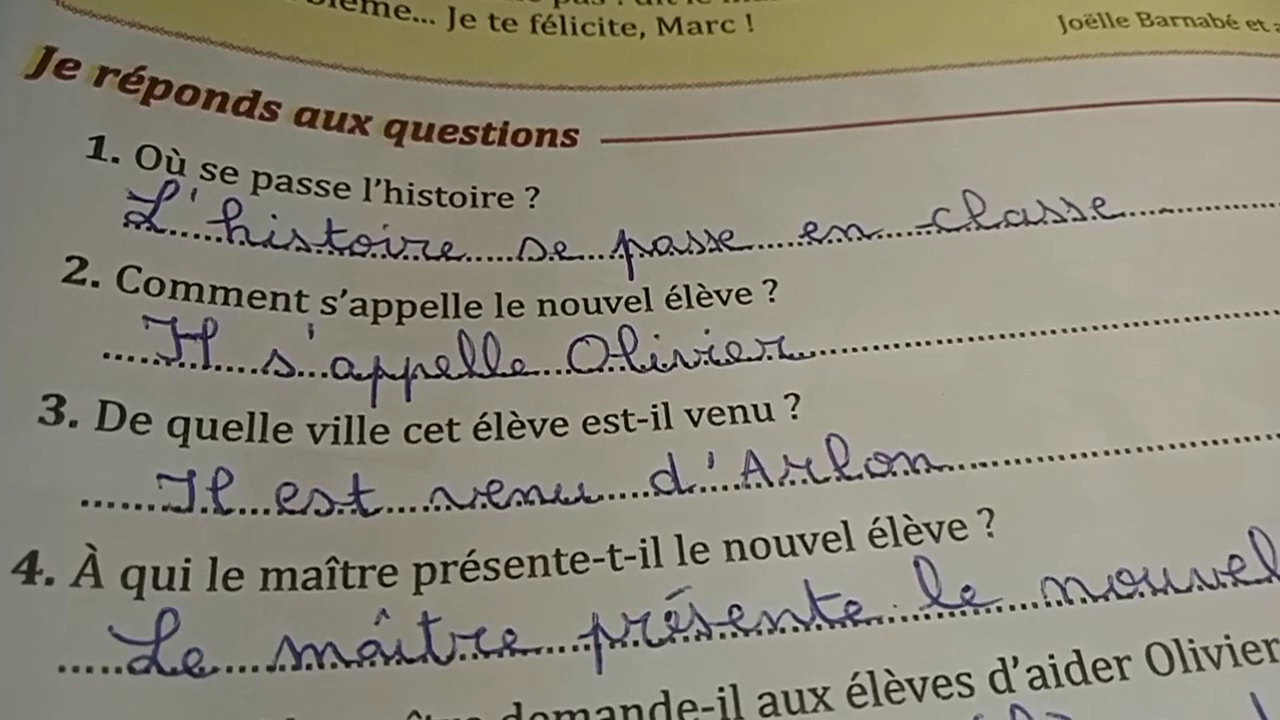 ... Je te félicite, Marc !
Joëlle Barnabé et
Je réponds aux questions
1. Où se passe l'histoire ?
L'histoire se passe en classe
2. Comment s'appelle le nouvel élève ?
Il s'appelle Olivier
3. De quelle ville cet élève est-il venu ?
Il est venu d'Arlon
4. À qui le maître présente-t-il le nouvel élève ?
Le maître présente le nouvel
demande-il aux élèves d'aider Olivier